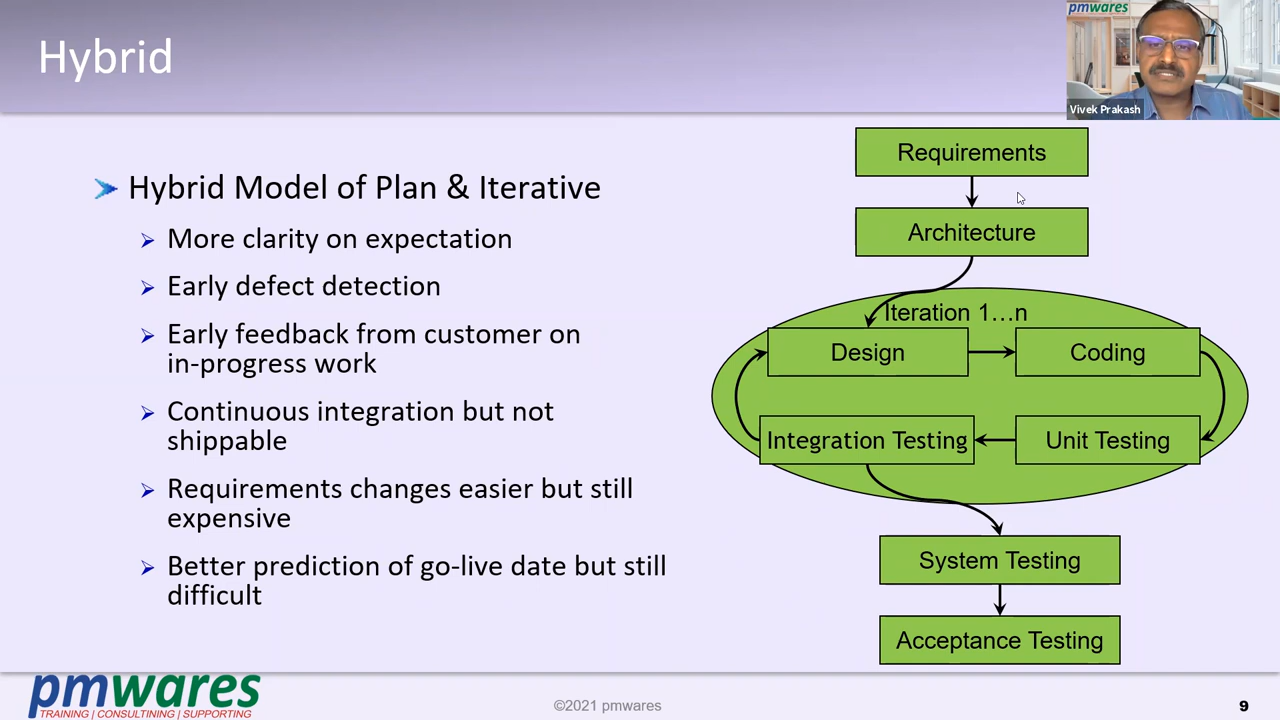 Hybrid
pmwares
Vivek Prakash
Hybrid Model of Plan & Iterative
More clarity on expectation
Early defect detection
Early feedback from customer on
in-progress work
Continuous integration but not
shippable
Requirements changes easier but still
expensive
Better prediction of go-live date but still
difficult
Requirements
Architecture
Iteration 1...n
Design
Coding
Integration Testing
Unit Testing
System Testing
Acceptance Testing
pmwares
TRAINING | CONSULTINING | SUPPORTING
©2021 pmwares
9